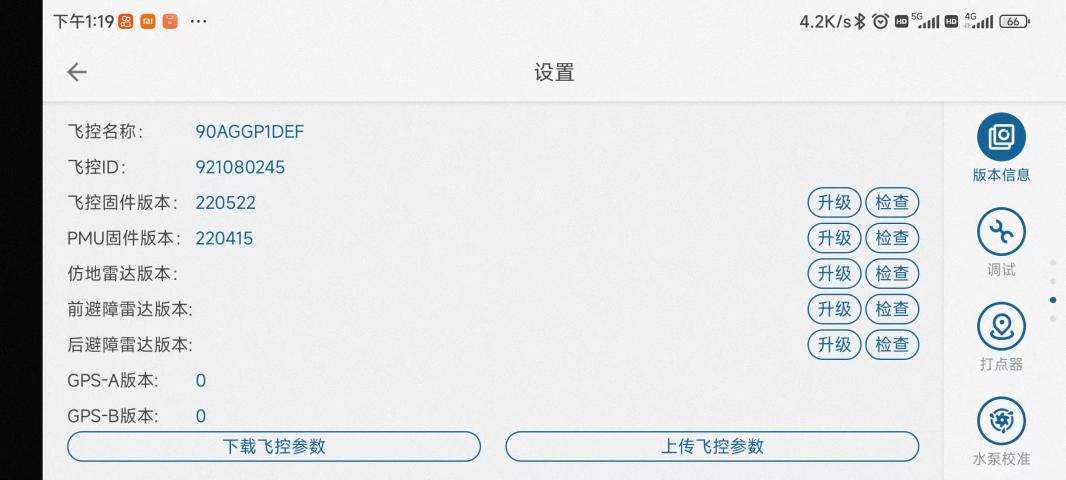 下午1:19 ··· 4.2K/s HD 5G HD 4G 66
设置
飞控名称: 90AGGP1DEF
飞控ID: 921080245
飞控固件版本: 220522 升级 检查
PMU固件版本: 220415 升级 检查
仿地雷达版本: 升级 检查
前避障雷达版本: 升级 检查
后避障雷达版本: 升级 检查
GPS-A版本: 0
GPS-B版本: 0
下载飞控参数 上传飞控参数
版本信息
调试
打点器
水泵校准